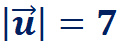 |u⃗| = 7